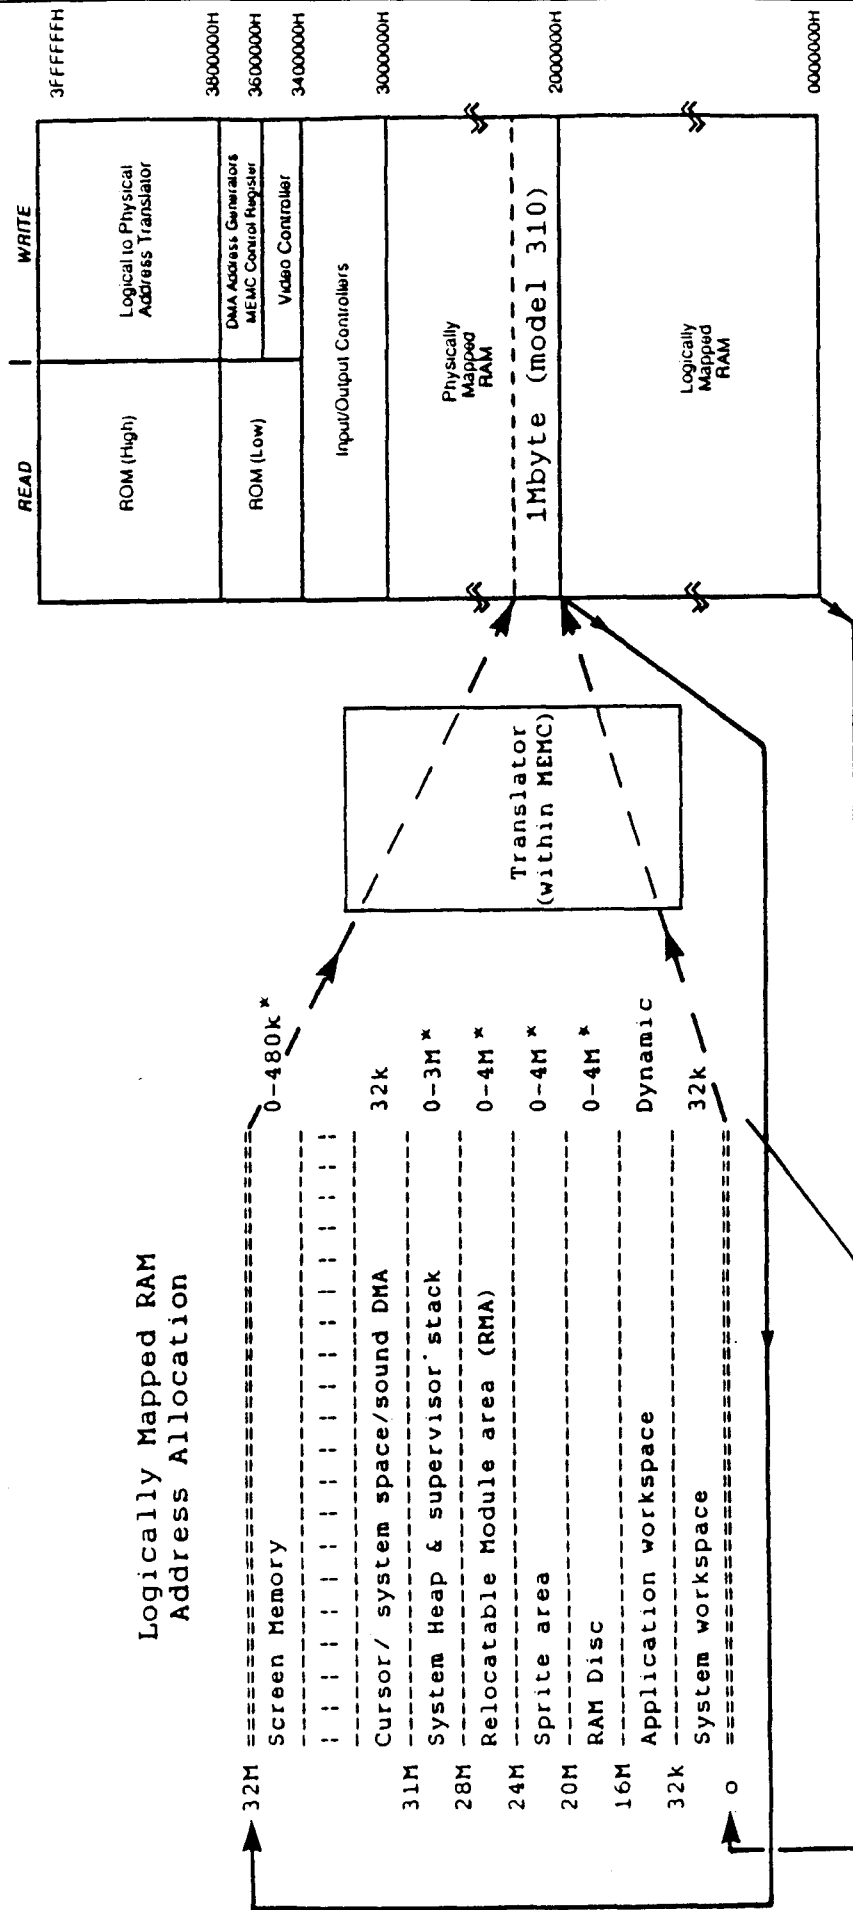 Logically Mapped RAM
Address Allocation
32M ==================================
Screen Memory 0-480k*
----------------------------------
-- -- -- -- -- -- -- -- -- -- -- --
----------------------------------
Cursor/ system space/sound DMA 32k
31M ----------------------------------
System Heap & supervisor stack 0-3M*
28M ----------------------------------
Relocatable Module area (RMA) 0-4M*
24M ----------------------------------
Sprite area 0-4M*
20M ----------------------------------
RAM Disc 0-4M*
16M ----------------------------------
Application workspace Dynamic
32k ----------------------------------
System workspace 32k
0 ==================================
Translator
(within MEMC)
READ
WRITE
3FFFFFFH
ROM (High)
Logical to Physical
Address Translator
3800000H
ROM (Low)
DMA Address Generators
MEMC Control Register
3600000H
Video Controller
3400000H
Input/Output Controllers
3000000H
Physically
Mapped
RAM
1Mbyte (model 310)
2000000H
Logically
Mapped
RAM
0000000H